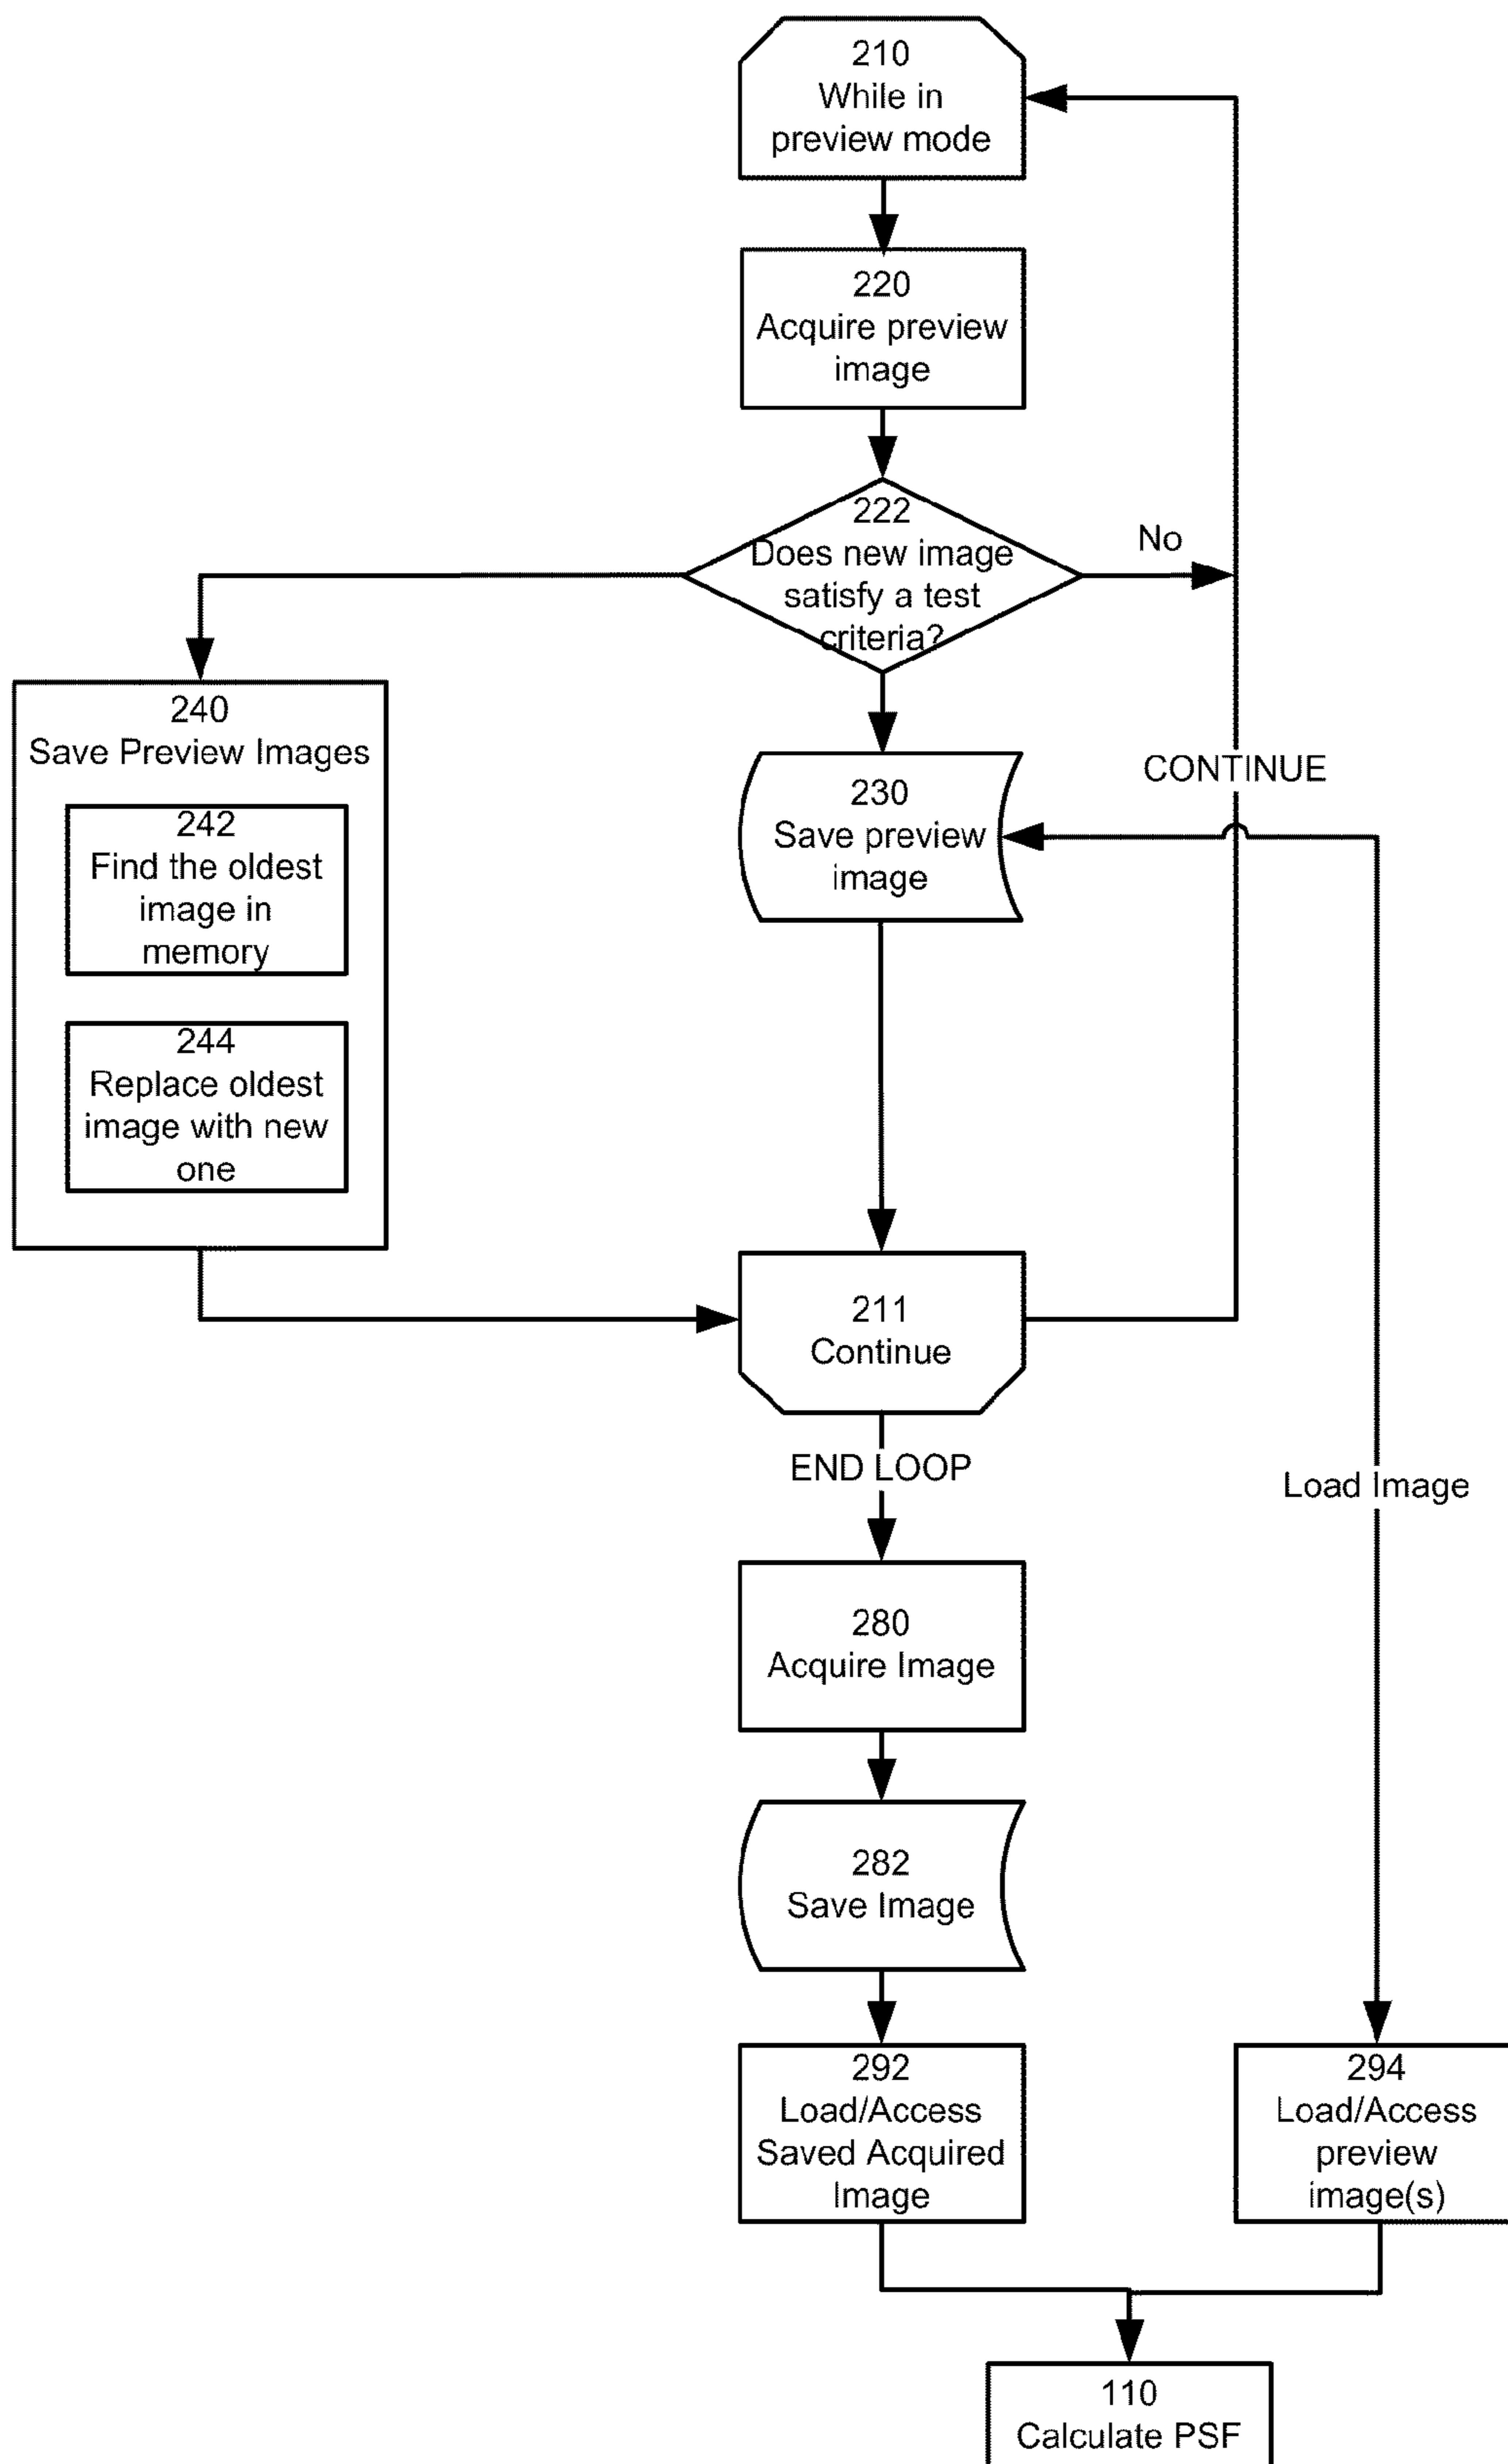 210
While in
preview mode
220
Acquire preview
image
222
Does new image
satisfy a test
criteria?
No
240
Save Preview Images
242
Find the oldest
image in
memory
244
Replace oldest
image with new
one
230
Save preview
image
CONTINUE
211
Continue
END LOOP
Load Image
280
Acquire Image
282
Save Image
292
Load/Access
Saved Acquired
Image
294
Load/Access
preview
image(s)
110
Calculate PSF